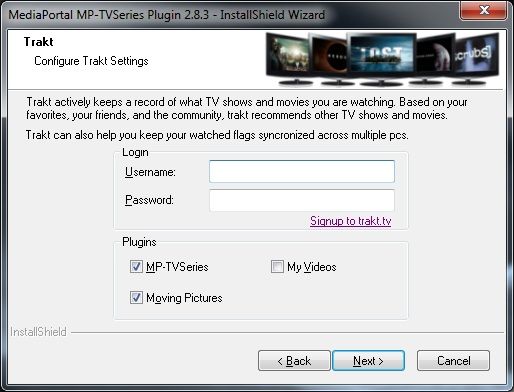 MediaPortal MP-TVSeries Plugin 2.8.3 - InstallShield Wizard
Trakt
Configure Trakt Settings
LOST
scrubs
Trakt actively keeps a record of what TV shows and movies you are watching. Based on your
favorites, your friends, and the community, trakt recommends other TV shows and movies.
Trakt can also help you keep your watched flags syncronized across multiple pcs.
Login
Username:
Password:
Signup to trakt.tv
Plugins
MP-TVSeries
My Videos
Moving Pictures
InstallShield
< Back
Next >
Cancel